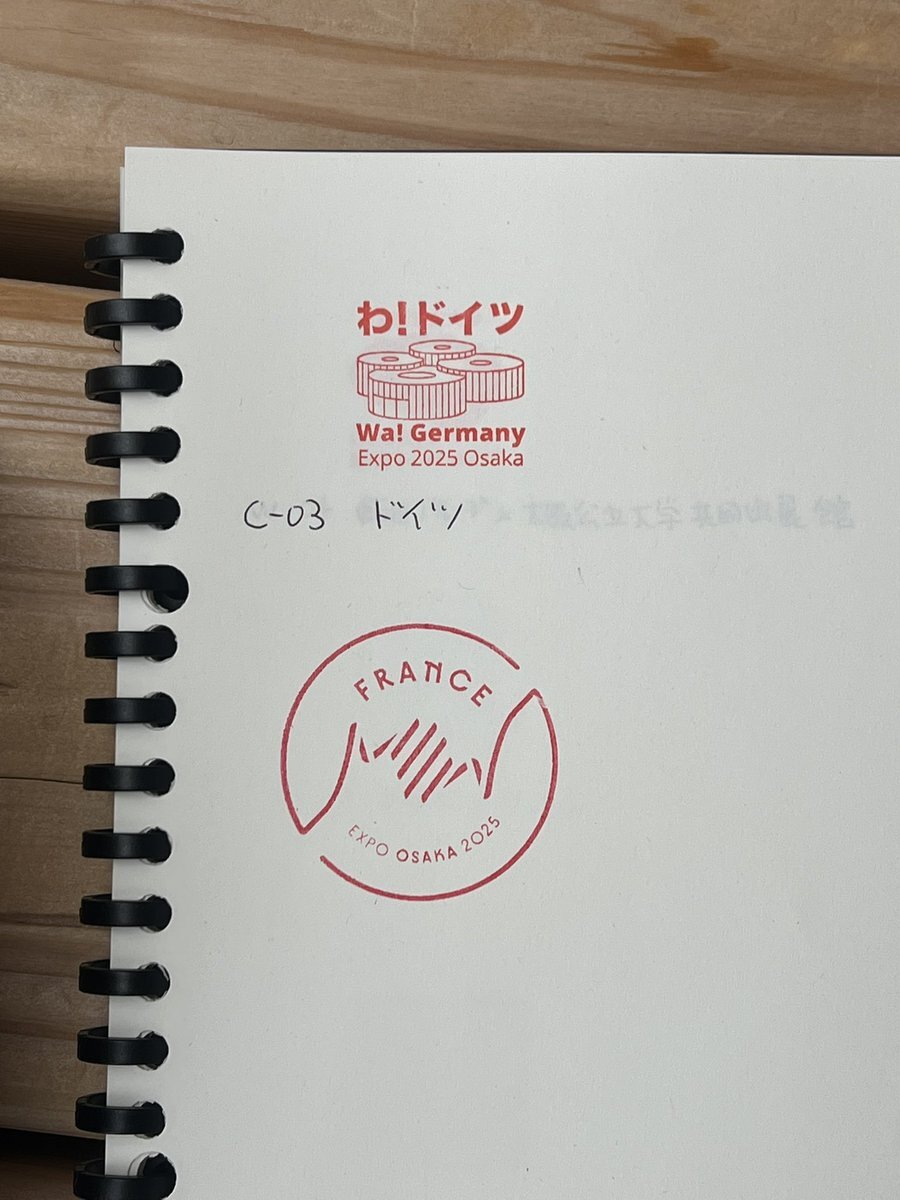 わ!ドイツ
Wa! Germany
Expo 2025 Osaka
C-03 ドイツ
FRANCE
EXPO OSAKA 2025